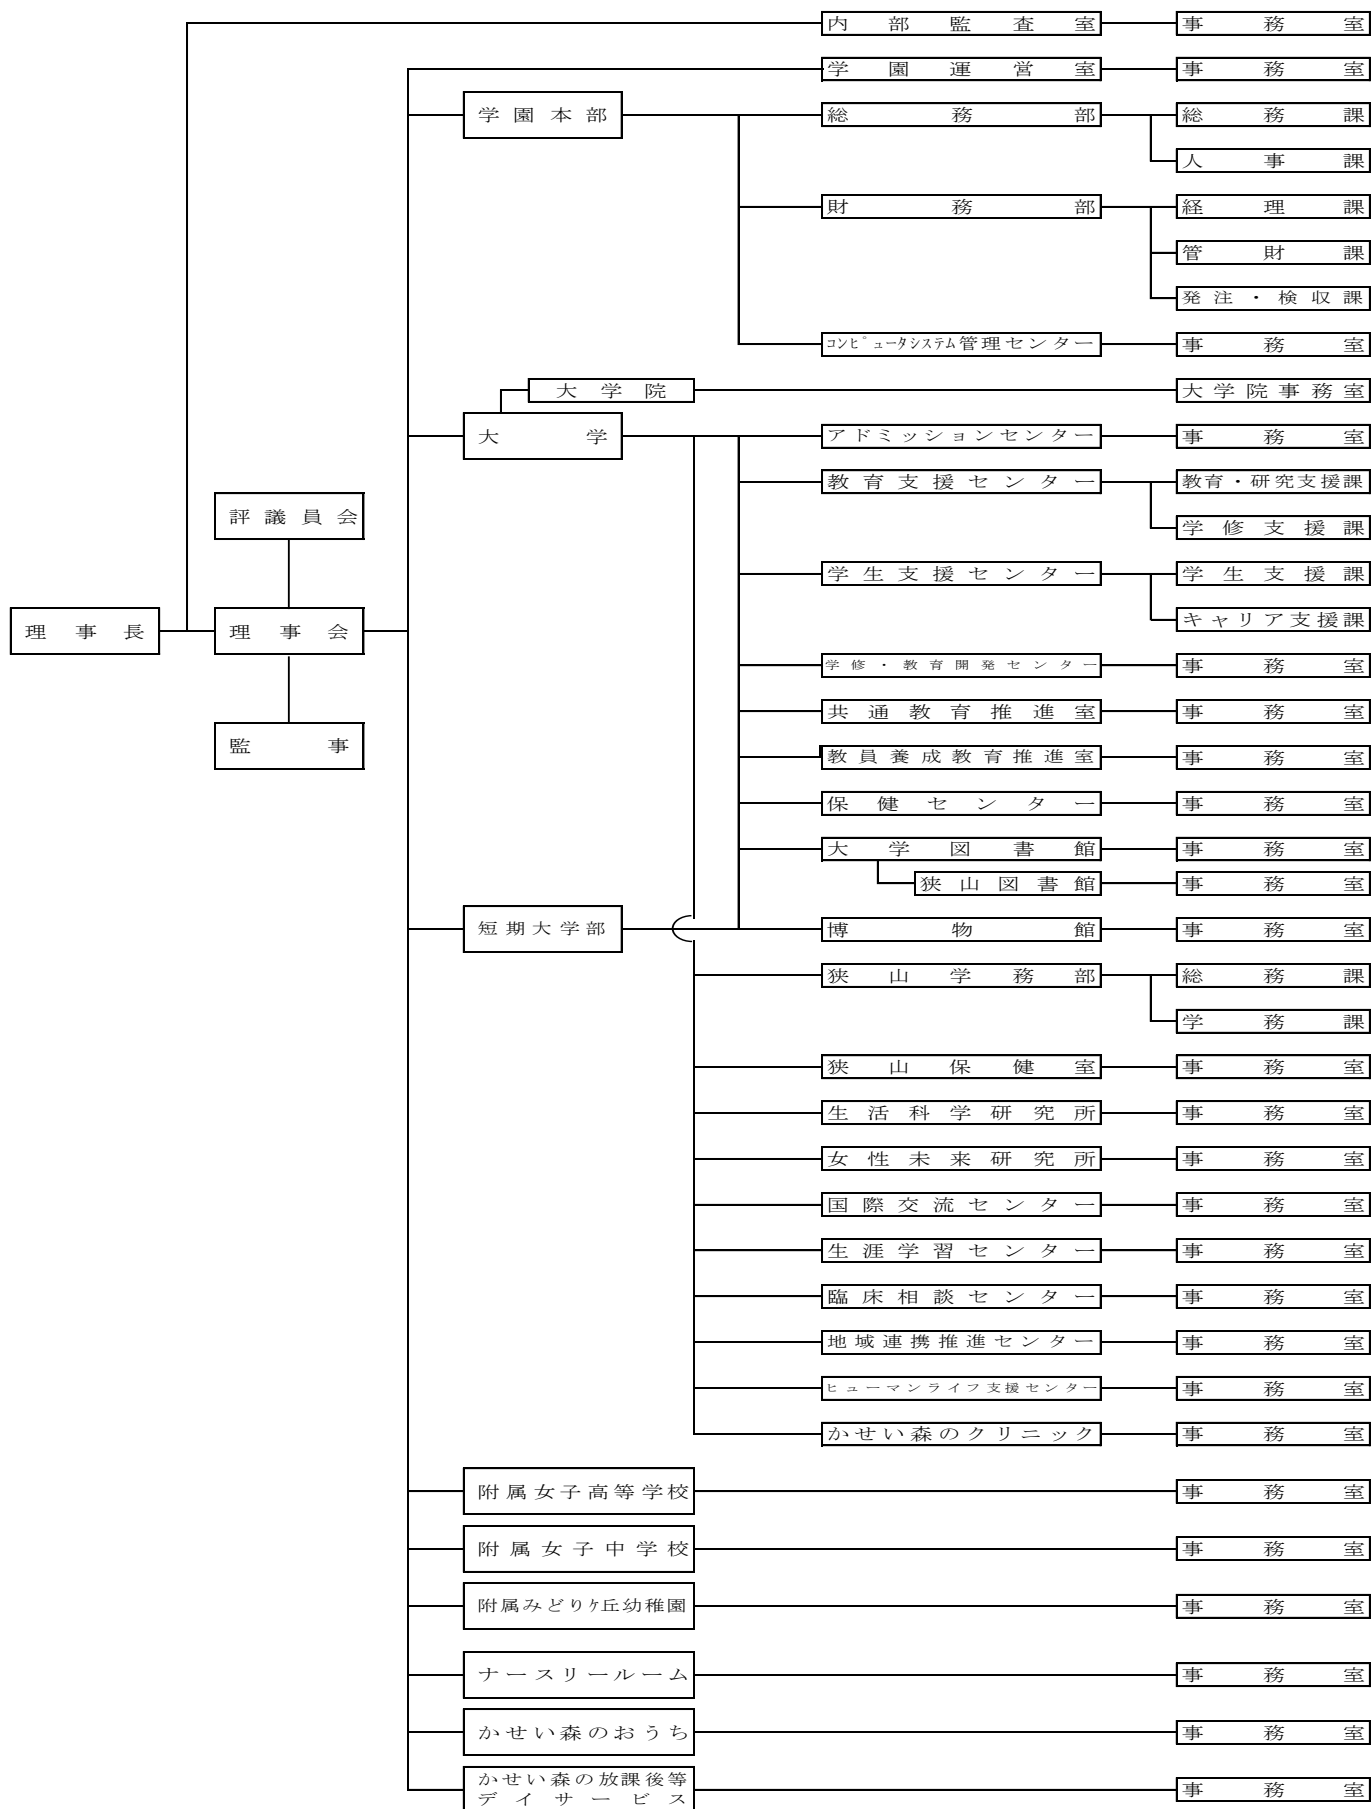 内部監査室 事務室
学園運営室 事務室
学園本部 総務部 総務課
人事課
財務部 経理課
管財課
発注・検収課
コンピュータシステム管理センター 事務室
大学院 大学院事務室
大学 アドミッションセンター 事務室
教育支援センター 教育・研究支援課
評議員会 学修支援課
学生支援センター 学生支援課
キャリア支援課
理事長 理事会
学修・教育開発センター 事務室
共通教育推進室 事務室
監事
教員養成教育推進室 事務室
保健センター 事務室
大学図書館 事務室
狭山図書館 事務室
短期大学部 博物館 事務室
狭山学務部 総務課
学務課
狭山保健室 事務室
生活科学研究所 事務室
女性未来研究所 事務室
国際交流センター 事務室
生涯学習センター 事務室
臨床相談センター 事務室
地域連携推進センター 事務室
ヒューマンライフ支援センター 事務室
かせい森のクリニック 事務室
附属女子高等学校 事務室
附属女子中学校 事務室
附属みどりケ丘幼稚園 事務室
ナースリールーム 事務室
かせい森のおうち 事務室
かせい森の放課後等
デイサービス 事務室